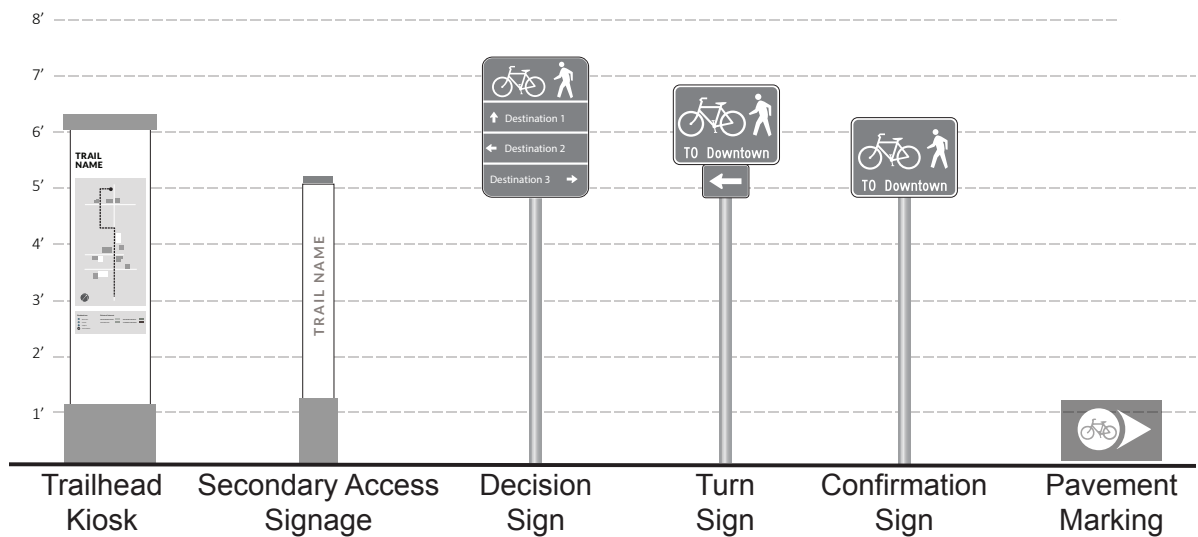 8’
7’
6’
5’
4’
3’
2’
1’
TRAIL
NAME
TRAIL NAME
Destination 1
Destination 2
Destination 3
TO Downtown
TO Downtown
Trailhead
Kiosk
Secondary Access
Signage
Decision
Sign
Turn
Sign
Confirmation
Sign
Pavement
Marking